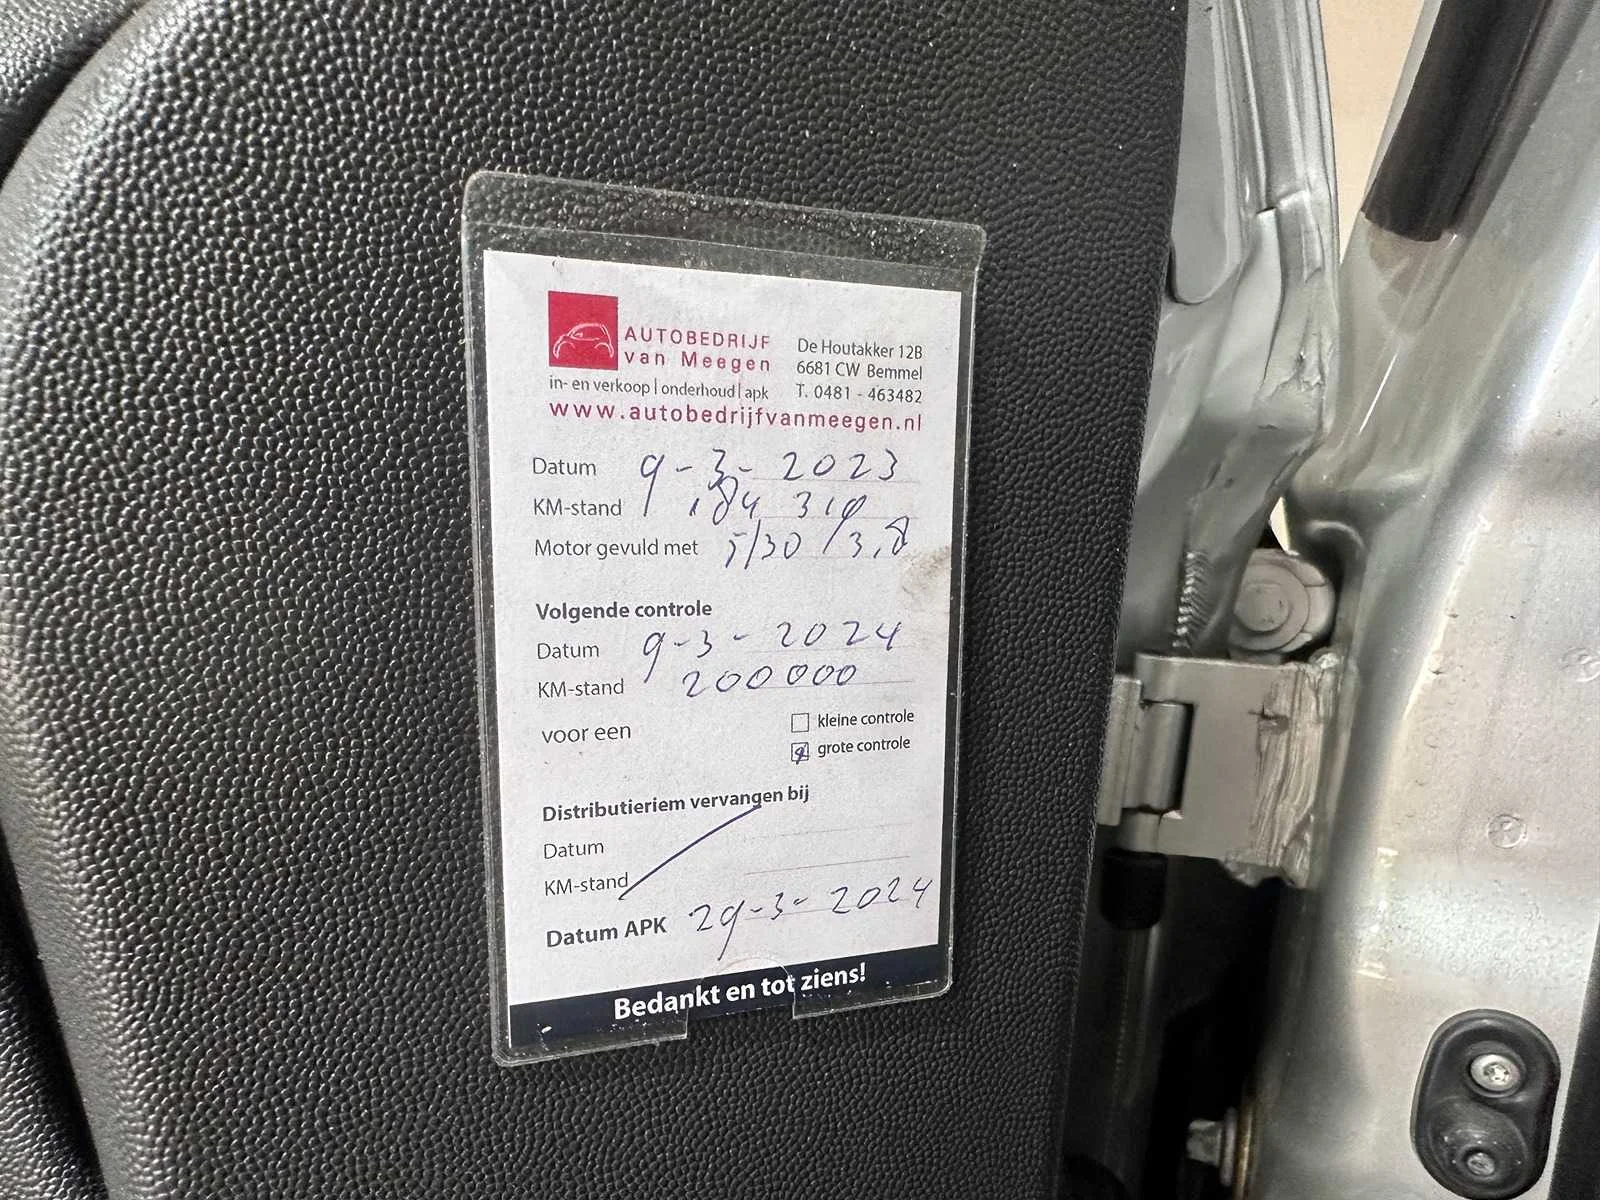 AUTOBEDRIJF
van Meegen
in- en verkoop | onderhoud | apk
De Houtakker 12B
6681 CW Bemmel
T. 0481 - 463482
www.autobedrijfvanmeegen.nl
Datum 9-3-2023
KM-stand 184 310
Motor gevuld met 5/30 / 3,8
Volgende controle
Datum 9-3-2024
KM-stand 200000
voor een
kleine controle
grote controle
Distributieriem vervangen bij
Datum
KM-stand
Datum APK 29-3-2024
Bedankt en tot ziens!